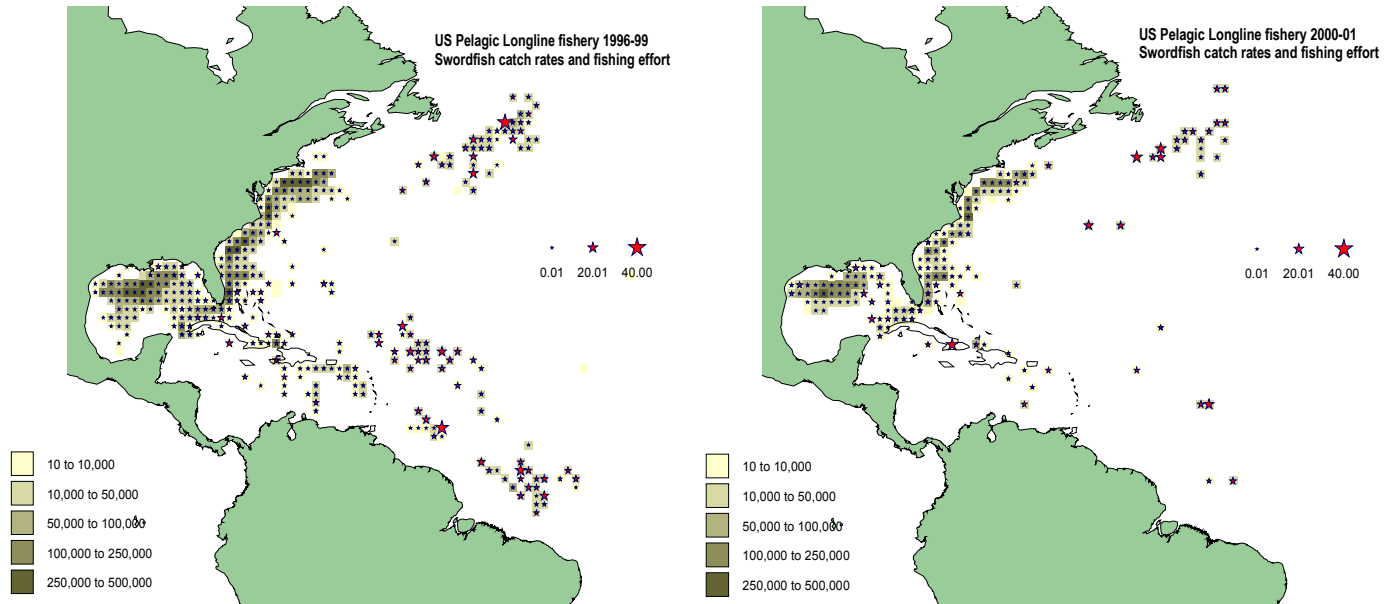 US Pelagic Longline fishery 1996-99
Swordfish catch rates and fishing effort
0.01 20.01 40.00
10 to 10,000
10,000 to 50,000
50,000 to 100,000
100,000 to 250,000
250,000 to 500,000
US Pelagic Longline fishery 2000-01
Swordfish catch rates and fishing effort
0.01 20.01 40.00
10 to 10,000
10,000 to 50,000
50,000 to 100,000
100,000 to 250,000
250,000 to 500,000